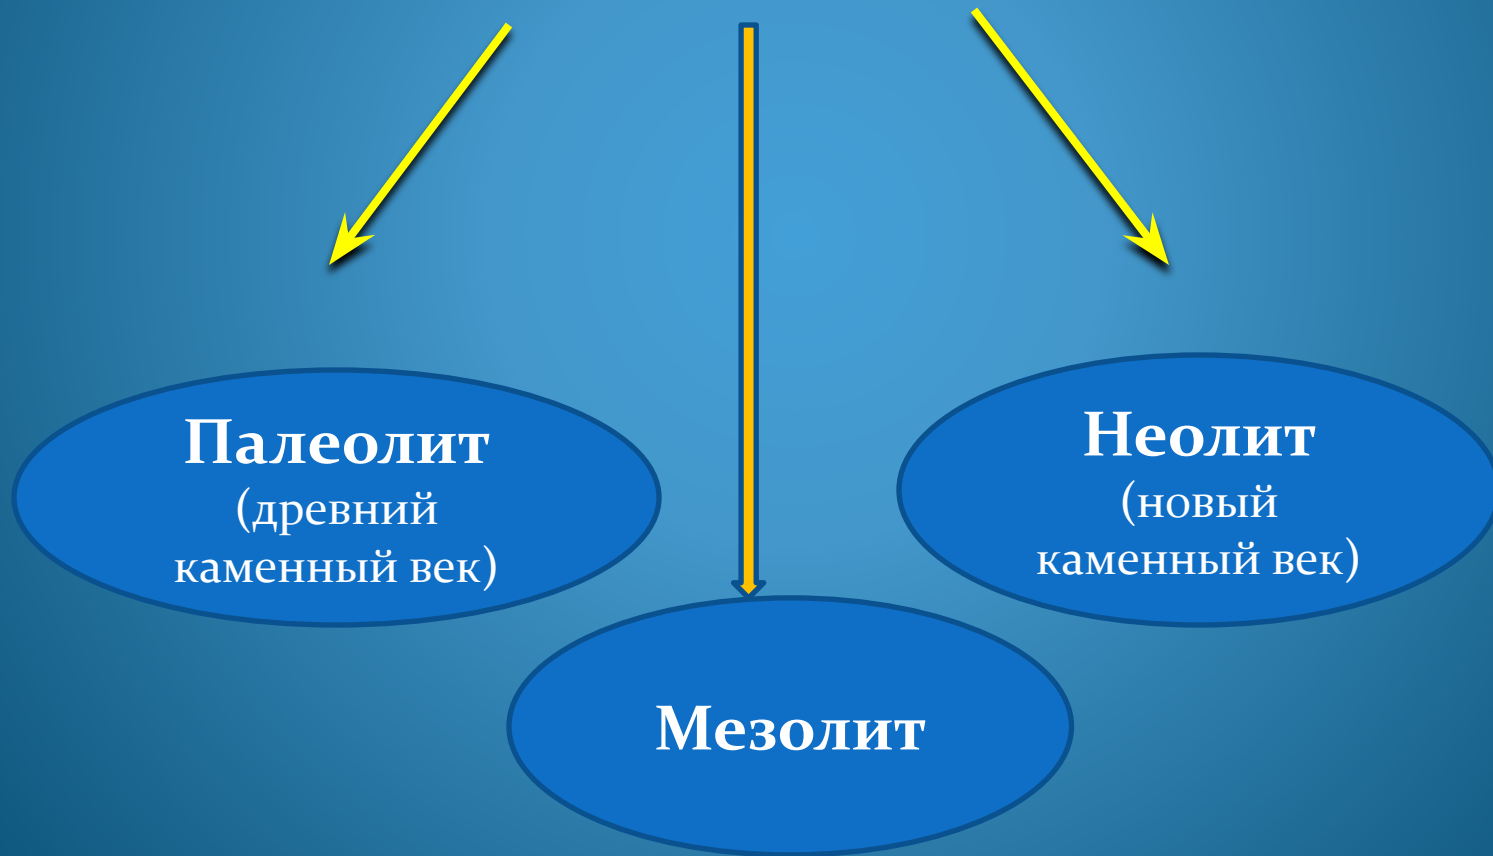 Палеолит
(древний
каменный век)
Неолит
(новый
каменный век)
Мезолит